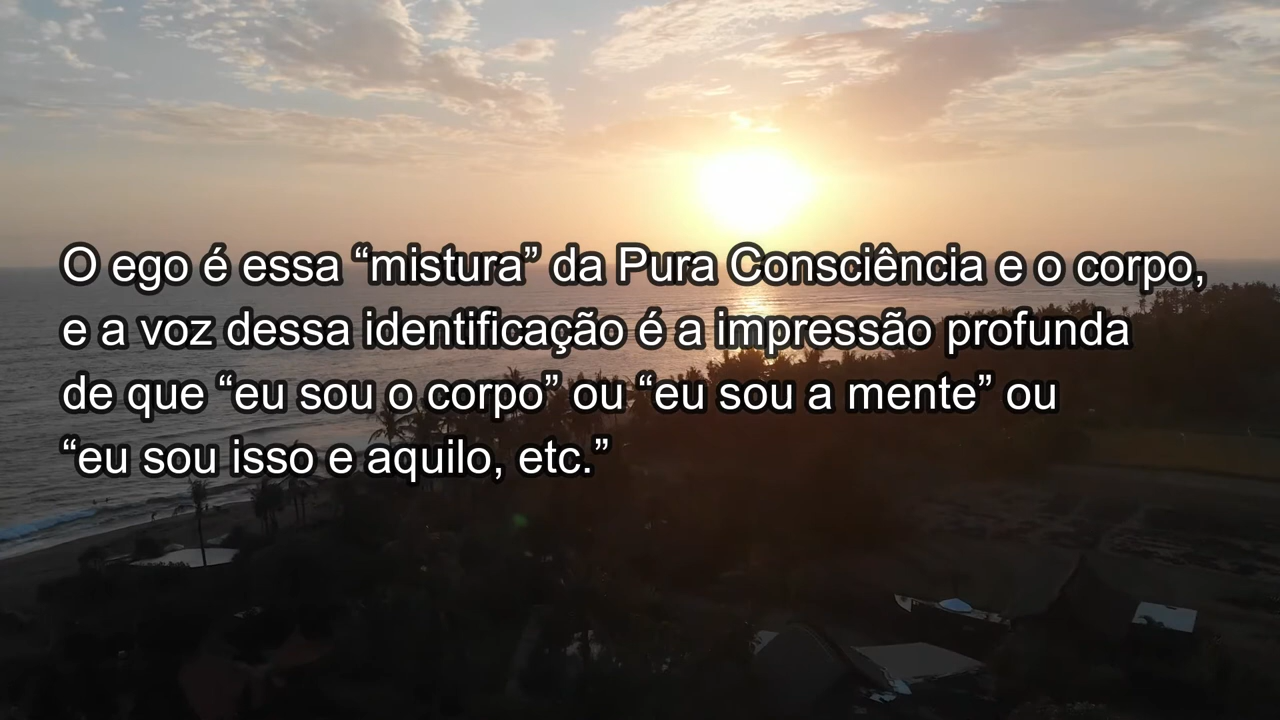 O ego é essa “mistura” da Pura Consciência e o corpo,
e a voz dessa identificação é a impressão profunda
de que “eu sou o corpo” ou “eu sou a mente” ou
“eu sou isso e aquilo, etc.”